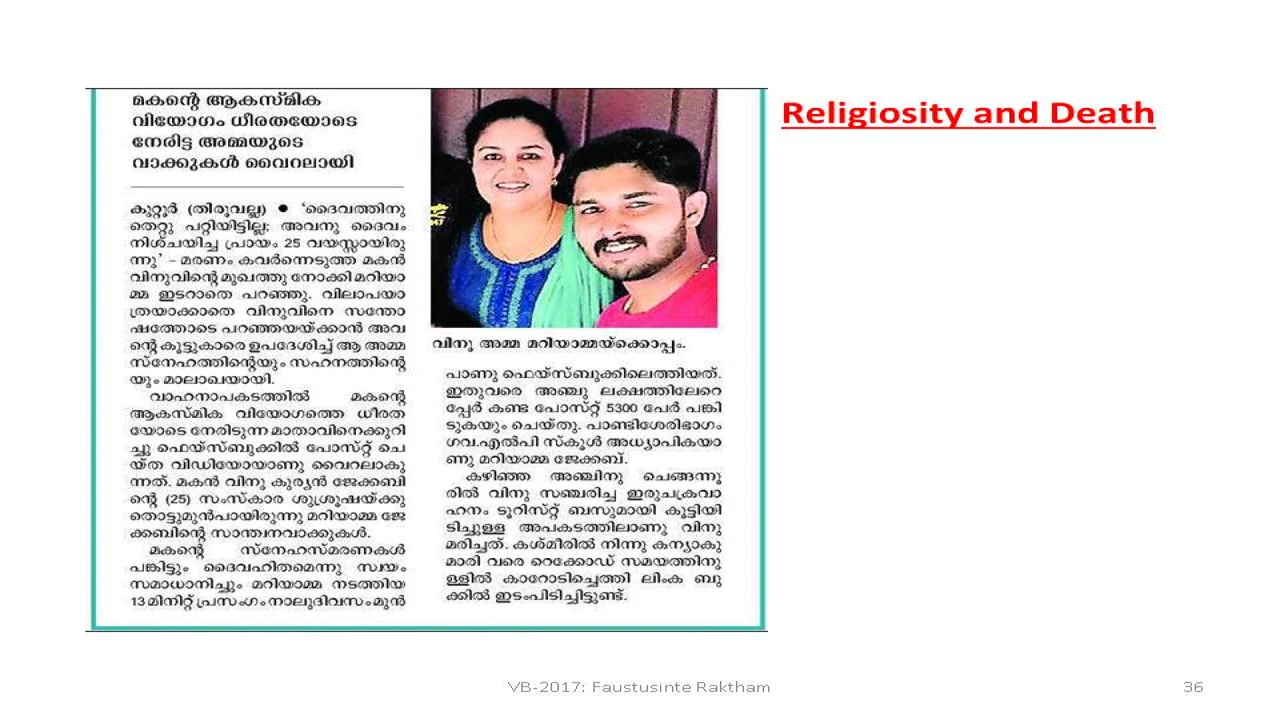 മകന്റെ ആകസ്മിക
വിയോഗം ധീരതയോടെ
നേരിട്ട അമ്മയുടെ
വാക്കുകൾ വൈറലായി
കുറ്റൂർ (തിരുവല്ല) ● ‘ദൈവത്തിനു
തെറ്റു പറ്റിയിട്ടില്ല; അവനു ദൈവം
നിശ്ചയിച്ച പ്രായം 25 വയസ്സായിരു
ന്നു’ – മരണം കവർന്നെടുത്ത മകൻ
വിനുവിന്റെ മുഖത്തു നോക്കി മറിയാ
മ്മ ഇടറാതെ പറഞ്ഞു. വിലാപയാ
ത്രയാക്കാതെ വിനുവിനെ സന്തോ
ഷത്തോടെ പറഞ്ഞയയ്ക്കാൻ അവ
ന്റെ കൂട്ടുകാരെ ഉപദേശിച്ച് ആ അമ്മ
സ്നേഹത്തിന്റെയും സഹനത്തിന്റെ
യും മാലാഖയായി.
വാഹനാപകടത്തിൽ മകന്റെ
ആകസ്മിക വിയോഗത്തെ ധീരത
യോടെ നേരിടുന്ന മാതാവിനെക്കുറി
ച്ചു ഫെയ്സ്ബുക്കിൽ പോസ്റ്റ് ചെ
യ്ത വിഡിയോയാണു വൈറലാകു
ന്നത്. മകൻ വിനു കുര്യൻ ജേക്കബി
ന്റെ (25) സംസ്കാര ശുശ്രൂഷയ്ക്കു
തൊട്ടുമുൻപായിരുന്നു മറിയാമ്മ ജേ
ക്കബിന്റെ സാന്ത്വനവാക്കുകൾ.
മകന്റെ സ്നേഹസ്മരണകൾ
പങ്കിട്ടും ദൈവഹിതമെന്നു സ്വയം
സമാധാനിച്ചും മറിയാമ്മ നടത്തിയ
13 മിനിറ്റ് പ്രസംഗം നാലുദിവസം മുൻ
വിനു അമ്മ മറിയാമ്മയ്ക്കൊപ്പം.
പാണു ഫെയ്സ്ബുക്കിലെത്തിയത്.
ഇതുവരെ അഞ്ചു ലക്ഷത്തിലേറെ
പ്പേർ കണ്ട പോസ്റ്റ് 5300 പേർ പങ്കി
ടുകയും ചെയ്തു. പാണ്ടിശേരിഭാഗം
ഗവ.എൽപി സ്കൂൾ അധ്യാപികയാ
ണു മറിയാമ്മ ജേക്കബ്.
കഴിഞ്ഞ അഞ്ചിനു ചെങ്ങന്നൂ
രിൽ വിനു സഞ്ചരിച്ച ഇരുചക്രവാ
ഹനം ടൂറിസ്റ്റ് ബസുമായി കൂട്ടിയി
ടിച്ചുള്ള അപകടത്തിലാണു വിനു
മരിച്ചത്. കശ്മീരിൽ നിന്നു കന്യാകു
മാരി വരെ റെക്കോഡ് സമയത്തിനു
ള്ളിൽ കാറോടിച്ചെത്തി ലിംക ബു
ക്കിൽ ഇടംപിടിച്ചിട്ടുണ്ട്.
Religiosity and Death
VB-2017: Faustusinte Raktham
36